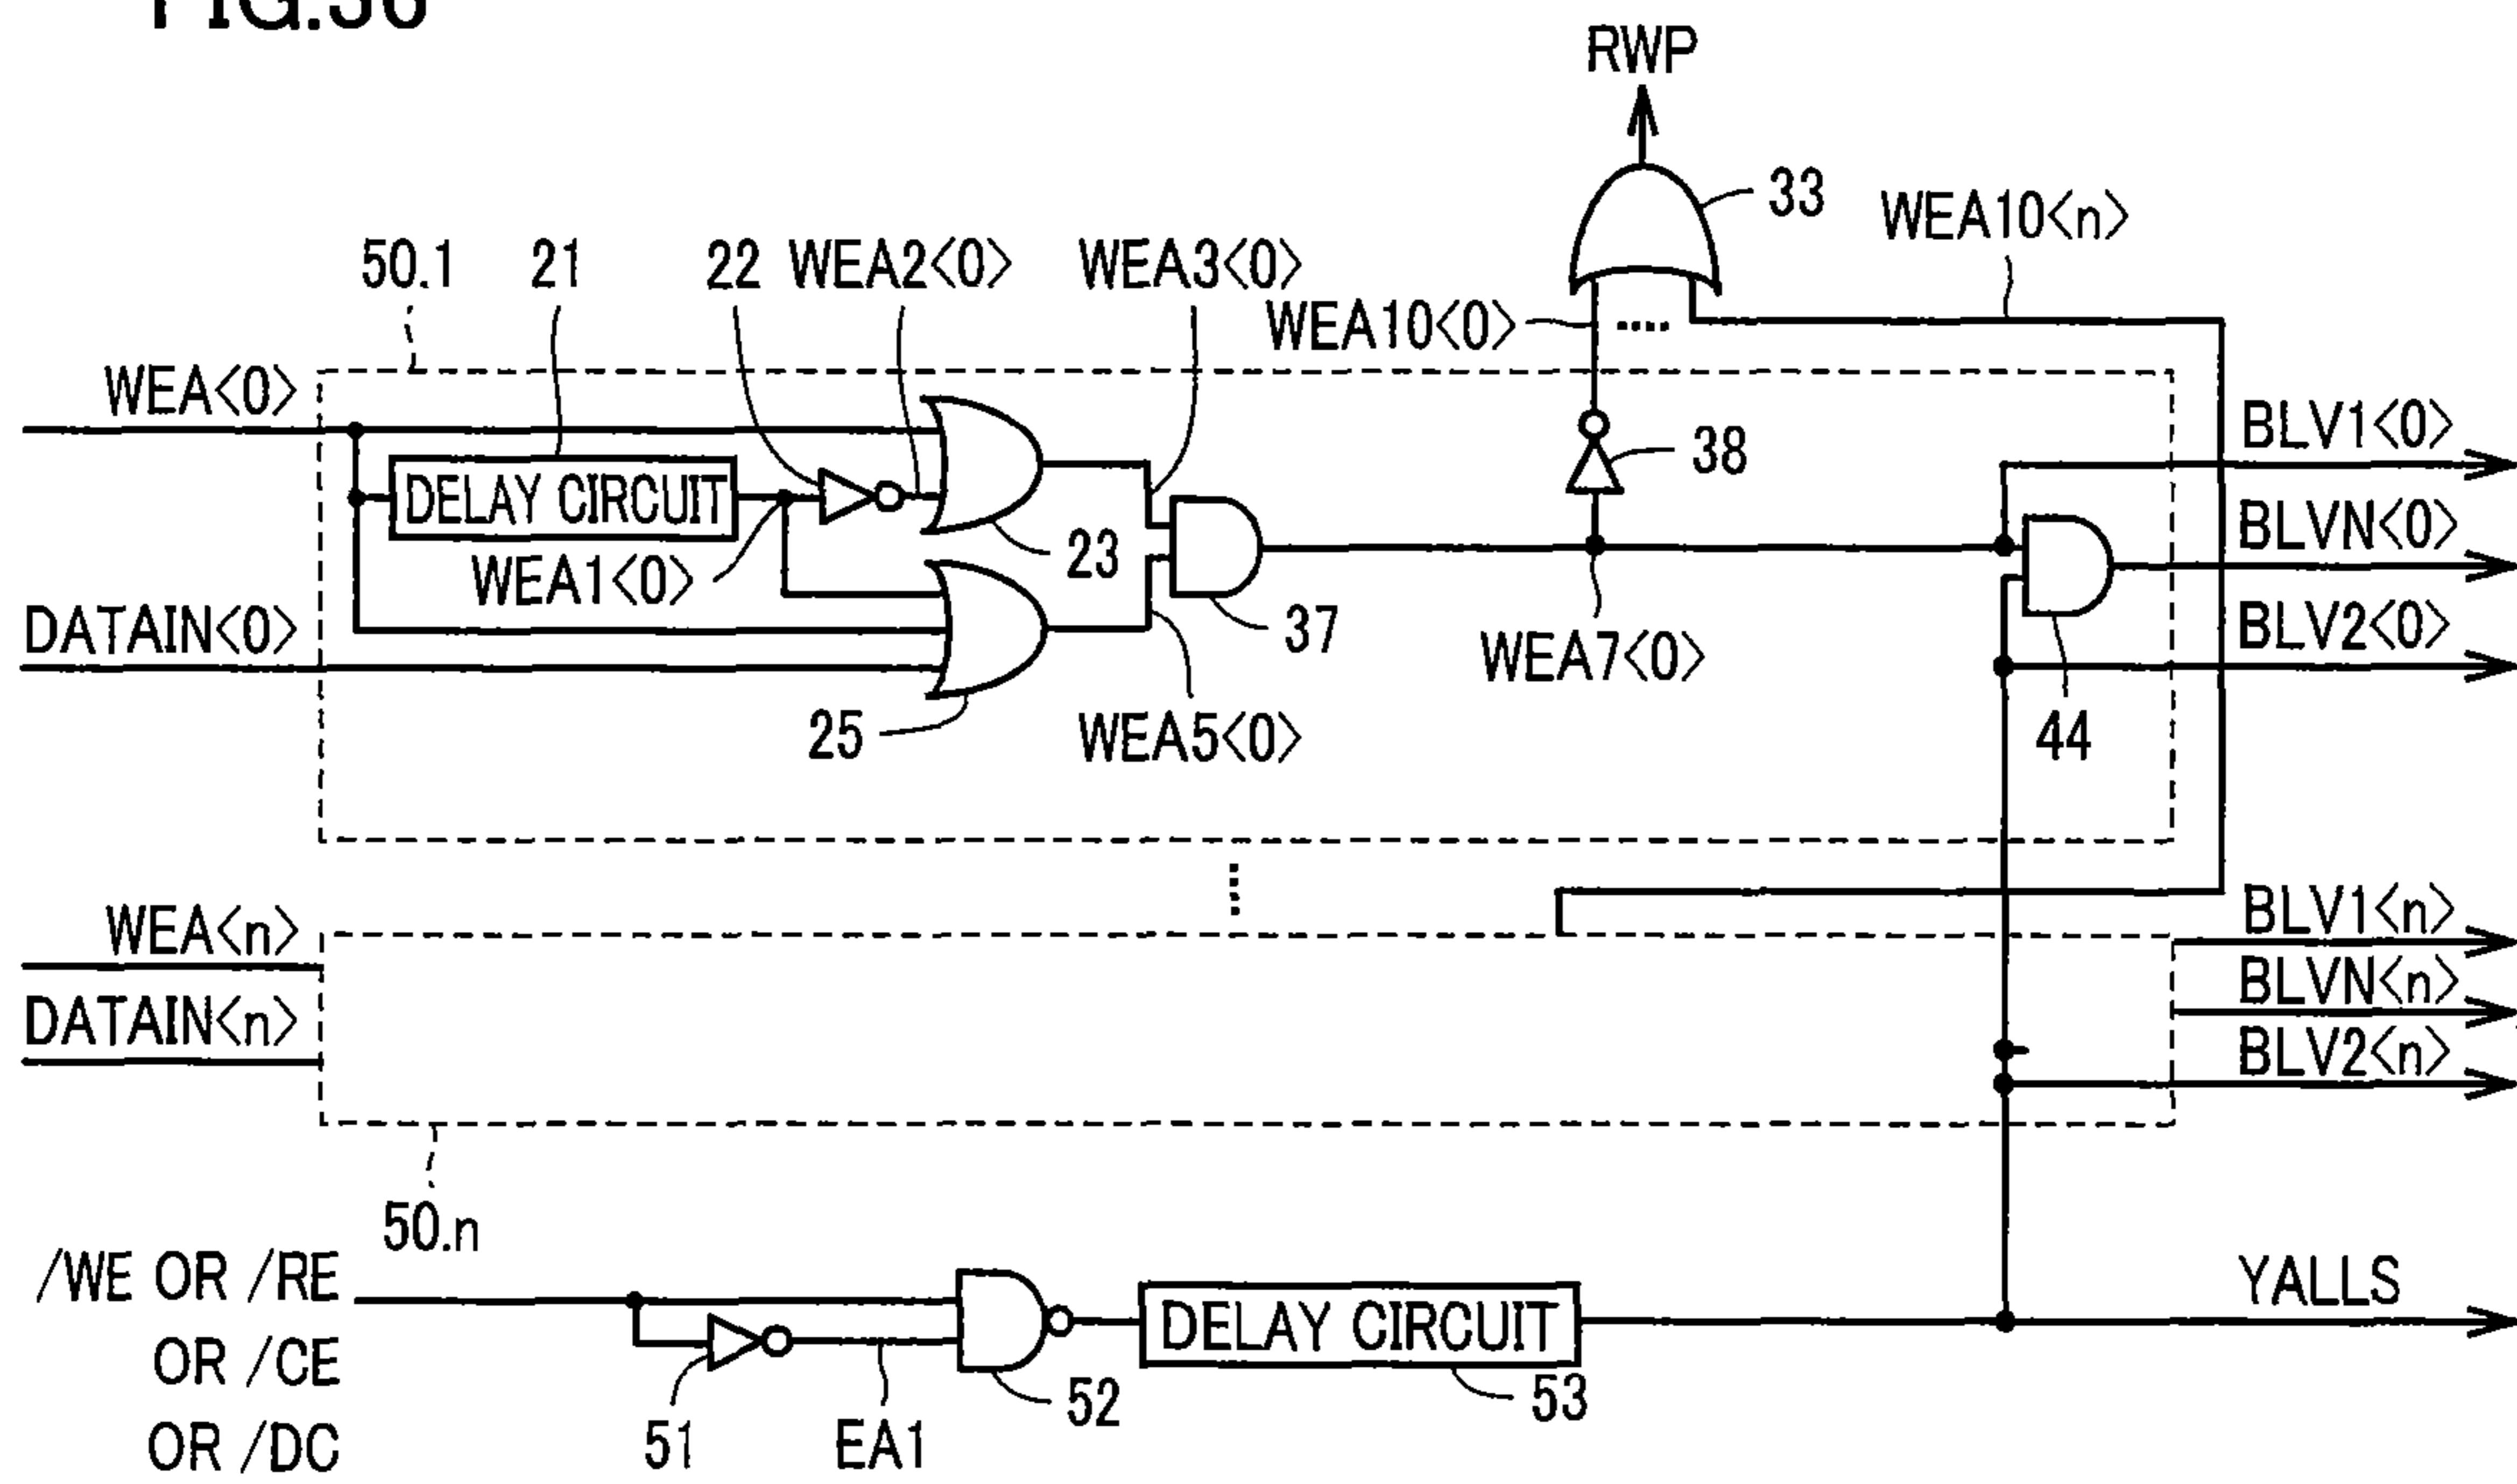 RWP
33
WEA10<n>
50.1 21 22 WEA2<0> WEA3<0>
WEA10<0>
WEA<0>
BLV1<0>
38
DELAY CIRCUIT
BLVN<0>
23
WEA1<0>
DATAIN<0>
37
WEA7<0>
BLV2<0>
25
WEA5<0>
44
WEA<n>
BLV1<n>
BLVN<n>
DATAIN<n>
BLV2<n>
50.n
/WE OR /RE
OR /CE
OR /DC
YALLS
DELAY CIRCUIT
51
EA1
52
53